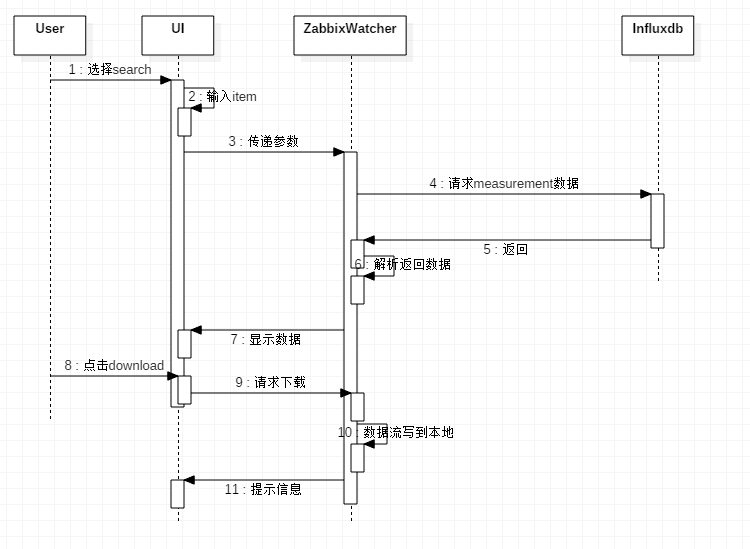 User
UI
ZabbixWatcher
Influxdb
1 : 选择search
2 : 输入item
3 : 传递参数
4 : 请求measurement数据
5 : 返回
6 : 解析返回数据
7 : 显示数据
8 : 点击download
9 : 请求下载
10 : 数据流写到本地
11 : 提示信息